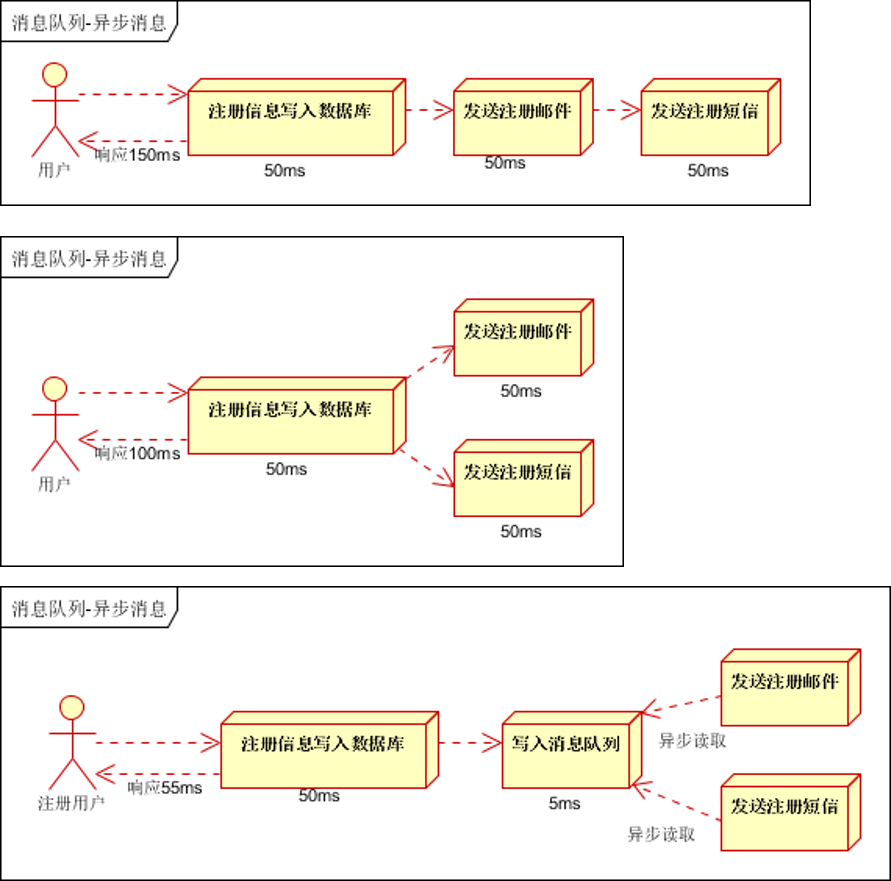 消息队列-异步消息
注册信息写入数据库
发送注册邮件
发送注册短信
响应150ms
用户
50ms
50ms
50ms
消息队列-异步消息
发送注册邮件
50ms
注册信息写入数据库
响应100ms
用户
50ms
发送注册短信
50ms
消息队列-异步消息
发送注册邮件
注册信息写入数据库
写入消息队列
异步读取
响应55ms
注册用户
50ms
5ms
发送注册短信
异步读取